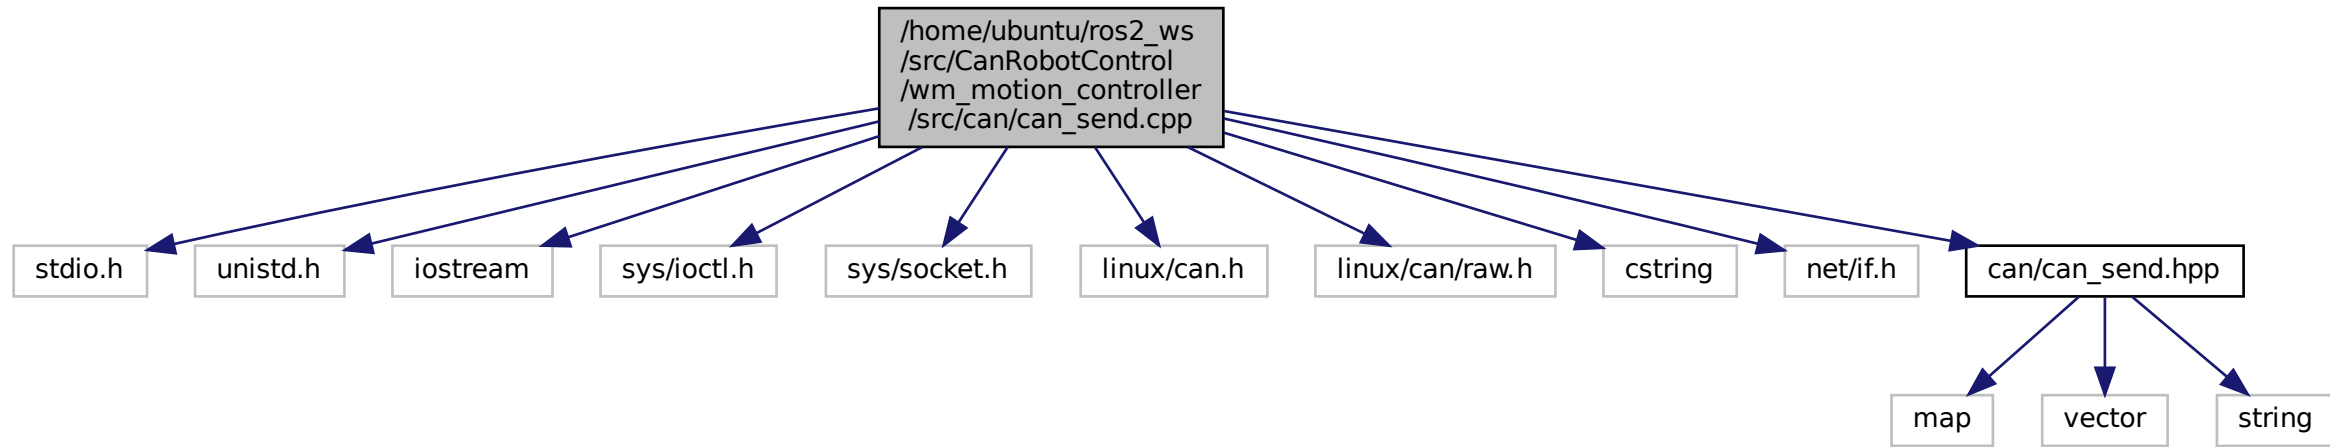 /home/ubuntu/ros2_ws
/src/CanRobotControl
/wm_motion_controller
/src/can/can_send.cpp
stdio.h
unistd.h
iostream
sys/ioctl.h
sys/socket.h
linux/can.h
linux/can/raw.h
cstring
net/if.h
can/can_send.hpp
map
vector
string